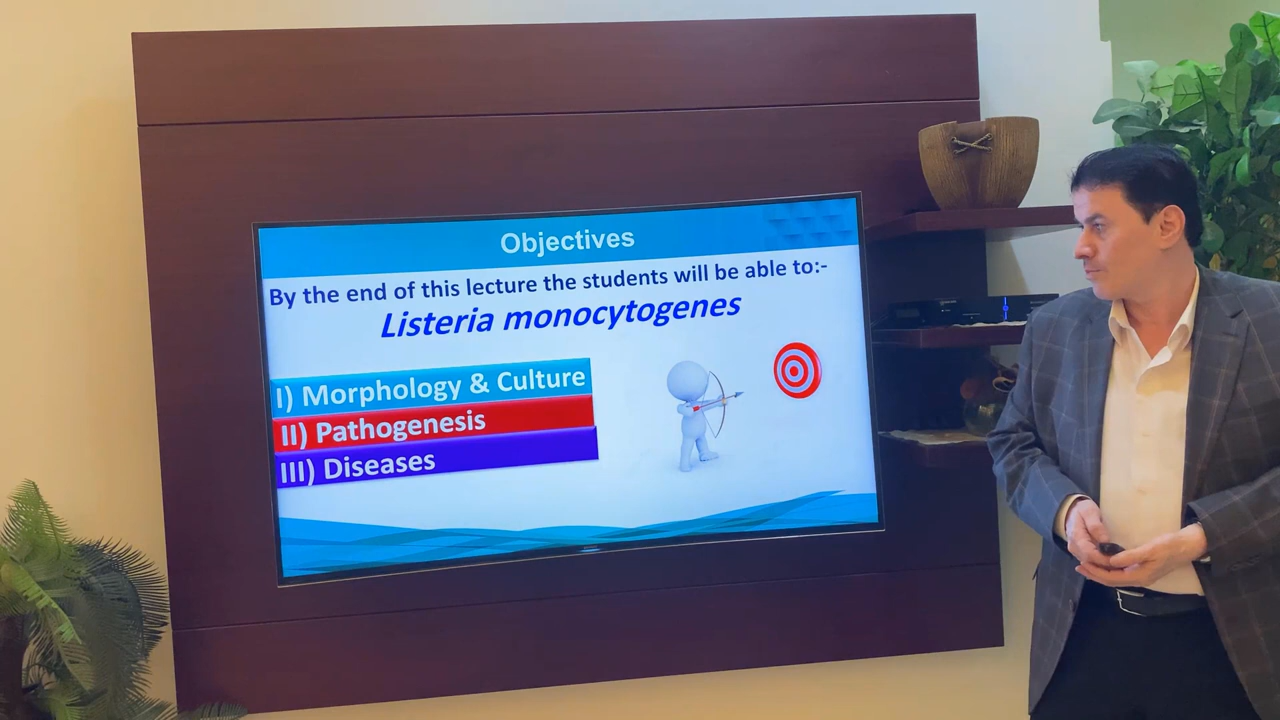 Objectives
By the end of this lecture the students will be able to:-
Listeria monocytogenes
I) Morphology & Culture
II) Pathogenesis
III) Diseases